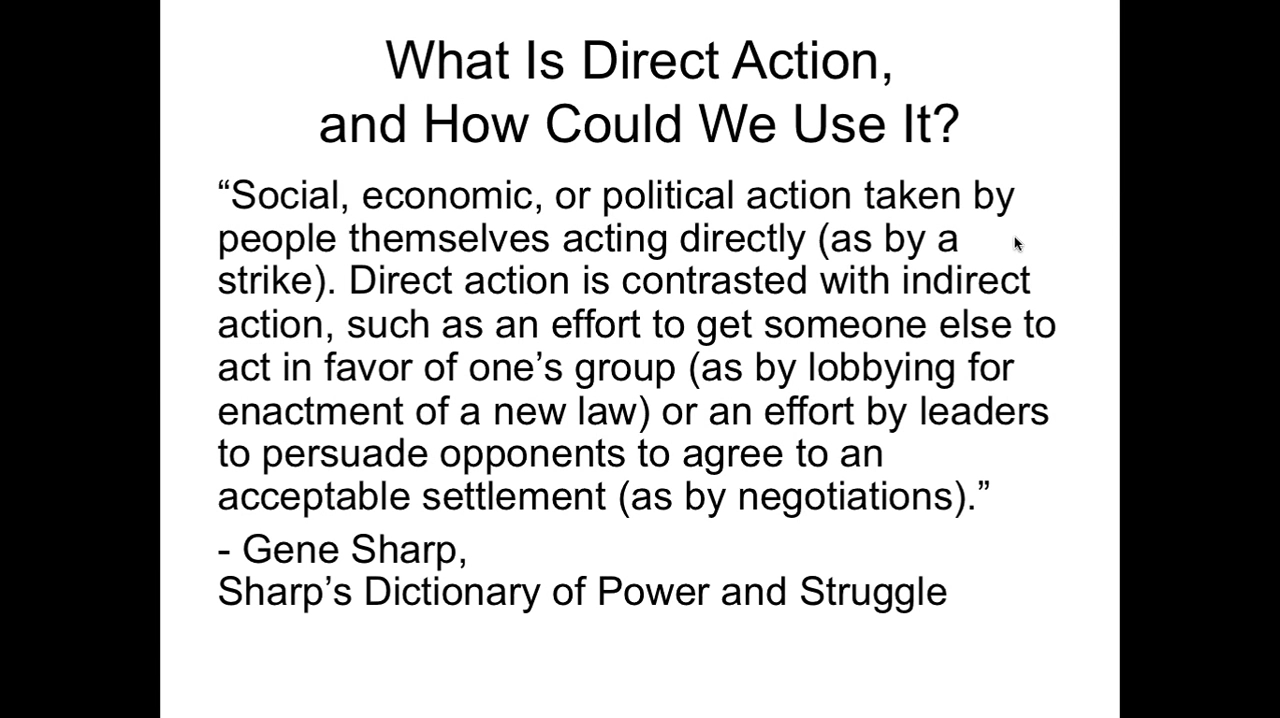 What Is Direct Action,
and How Could We Use It?
“Social, economic, or political action taken by
people themselves acting directly (as by a
strike). Direct action is contrasted with indirect
action, such as an effort to get someone else to
act in favor of one’s group (as by lobbying for
enactment of a new law) or an effort by leaders
to persuade opponents to agree to an
acceptable settlement (as by negotiations).”
- Gene Sharp,
Sharp’s Dictionary of Power and Struggle